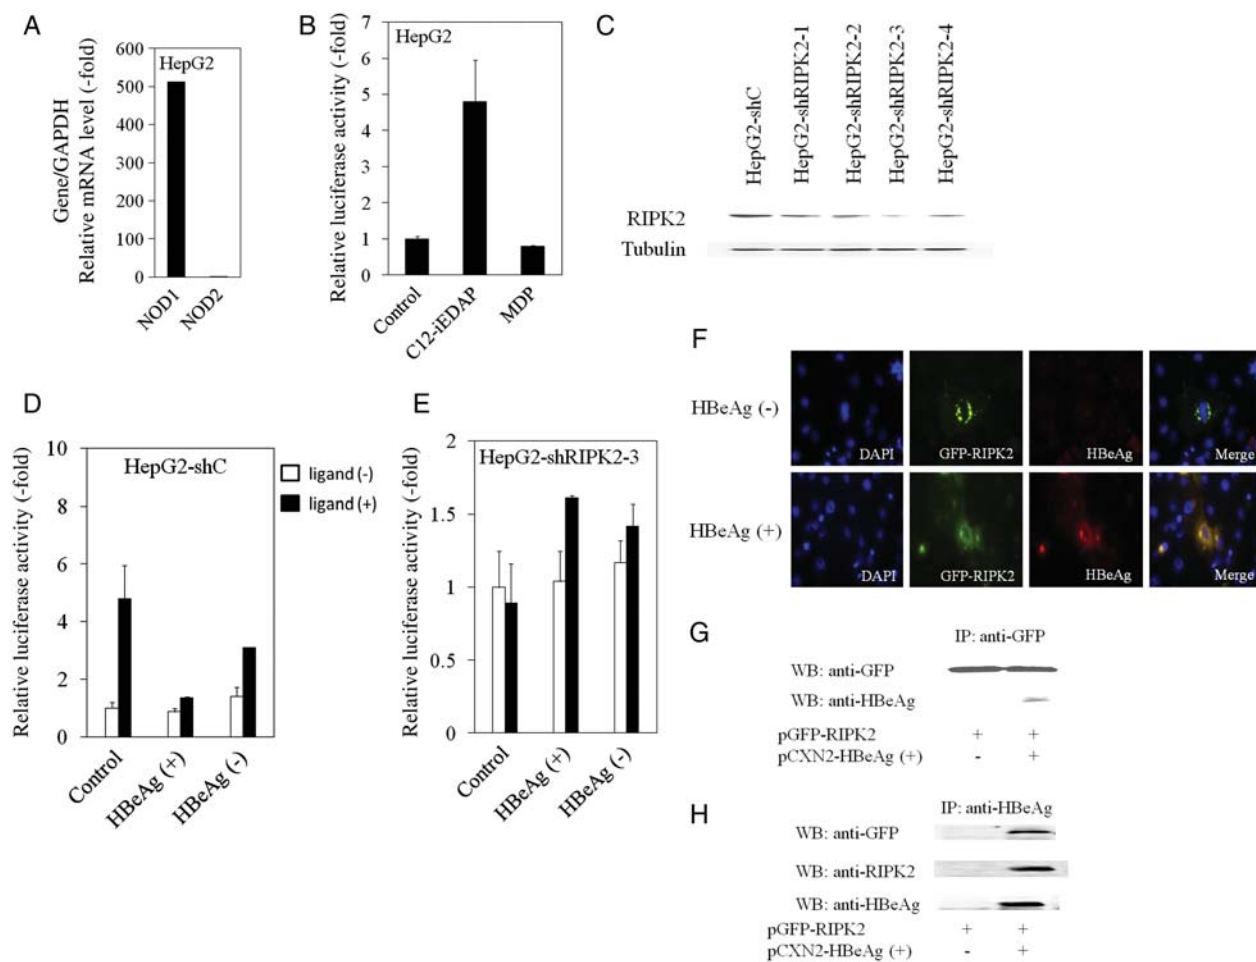 A
Gene/GAPDH
Relative mRNA level (-fold)
600
500
400
300
200
100
0
HepG2
NOD1
NOD2
B
Relative luciferase activity (-fold)
7
6
5
4
3
2
1
0
HepG2
Control
C12-iEDAP
MDP
C
HepG2-shC
HepG2-shRIPK2-1
HepG2-shRIPK2-2
HepG2-shRIPK2-3
HepG2-shRIPK2-4
RIPK2
Tubulin
D
Relative luciferase activity (-fold)
10
8
6
4
2
0
HepG2-shC
ligand (-)
ligand (+)
Control
HBeAg (+)
HBeAg (-)
E
Relative luciferase activity (-fold)
2
1.5
1
0.5
0
HepG2-shRIPK2-3
Control
HBeAg (+)
HBeAg (-)
F
HBeAg (-)
DAPI
GFP-RIPK2
HBeAg
Merge
HBeAg (+)
DAPI
GFP-RIPK2
HBeAg
Merge
G
IP: anti-GFP
WB: anti-GFP
WB: anti-HBeAg
pGFP-RIPK2 + +
pCXN2-HBeAg (+) - +
H
IP: anti-HBeAg
WB: anti-GFP
WB: anti-RIPK2
WB: anti-HBeAg
pGFP-RIPK2 + +
pCXN2-HBeAg (+) - +